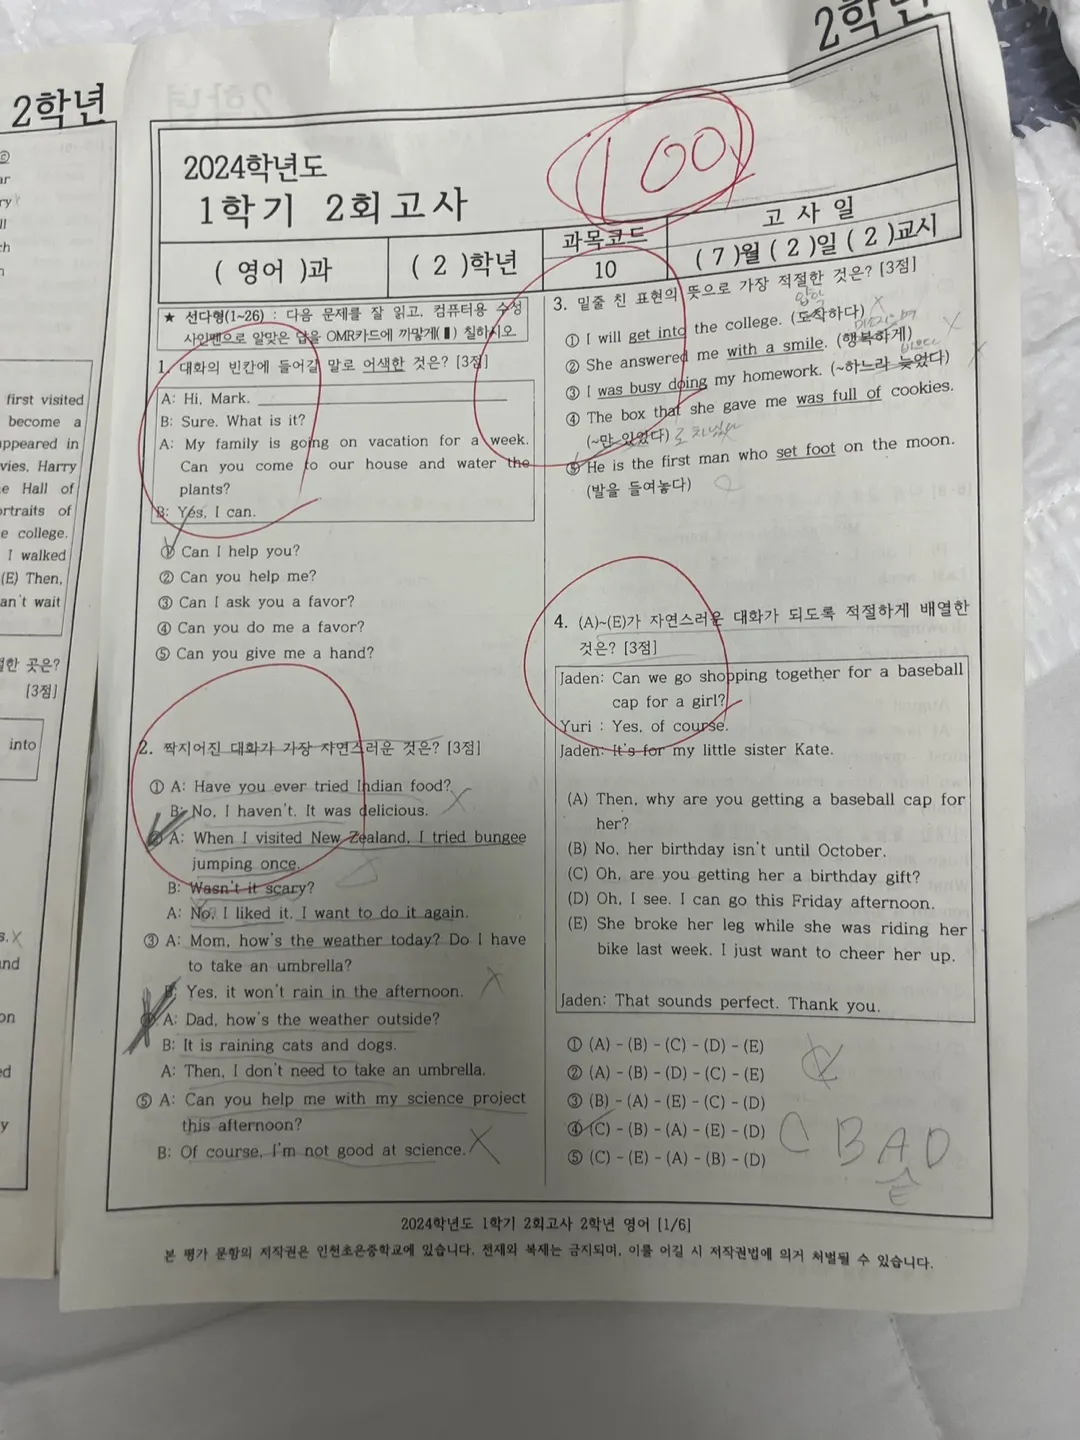 2학년
first visited
become a
appeared in
vies, Harry
e Hall of
ortraits of
e college.
I walked
(E) Then,
an't wait
한 곳은?
[3점]
into
nd
on
ed
y
2학년
2024학년도
1학기 2회고사
100
( 영어 )과
( 2 )학년
과목코드
10
고 사 일
( 7 )월 ( 2 )일 ( 2 )교시
★ 선다형(1~26) : 다음 문제를 잘 읽고, 컴퓨터용 수성
사인펜으로 알맞은 답을 OMR카드에 까맣게(▮) 칠하시오.
1. 대화의 빈칸에 들어갈 말로 어색한 것은? [3점]
A: Hi, Mark. ____________________
B: Sure. What is it?
A: My family is going on vacation for a week.
Can you come to our house and water the
plants?
B: Yes, I can.
① Can I help you?
② Can you help me?
③ Can I ask you a favor?
④ Can you do me a favor?
⑤ Can you give me a hand?
2. 짝지어진 대화가 가장 자연스러운 것은? [3점]
① A: Have you ever tried Indian food?
B: No, I haven't. It was delicious. X
② A: When I visited New Zealand, I tried bungee
jumping once.
B: Wasn't it scary?
A: No, I liked it. I want to do it again.
③ A: Mom, how's the weather today? Do I have
to take an umbrella?
B: Yes, it won't rain in the afternoon. X
④ A: Dad, how's the weather outside?
B: It is raining cats and dogs.
A: Then, I don't need to take an umbrella.
⑤ A: Can you help me with my science project
this afternoon?
B: Of course, I'm not good at science. X
3. 밑줄 친 표현의 뜻으로 가장 적절한 것은? [3점]
① I will get into the college. (도착하다) X
② She answered me with a smile. (행복하게) X
③ I was busy doing my homework. (~하느라 늦었다) X
④ The box that she gave me was full of cookies.
(~만 있었다)
⑤ He is the first man who set foot on the moon.
(발을 들여놓다)
4. (A)~(E)가 자연스러운 대화가 되도록 적절하게 배열한
것은? [3점]
Jaden: Can we go shopping together for a baseball
cap for a girl?
Yuri : Yes, of course.
Jaden: It's for my little sister Kate.
(A) Then, why are you getting a baseball cap for
her?
(B) No, her birthday isn't until October.
(C) Oh, are you getting her a birthday gift?
(D) Oh, I see. I can go this Friday afternoon.
(E) She broke her leg while she was riding her
bike last week. I just want to cheer her up.
Jaden: That sounds perfect. Thank you.
① (A) - (B) - (C) - (D) - (E)
② (A) - (B) - (D) - (C) - (E)
③ (B) - (A) - (E) - (C) - (D)
④ (C) - (B) - (A) - (E) - (D)
⑤ (C) - (E) - (A) - (B) - (D)
C B A D
E
2024학년도 1학기 2회고사 2학년 영어 [1/6]
본 평가 문항의 저작권은 인천초은중학교에 있습니다. 전재와 복제는 금지되며, 이를 어길 시 저작권법에 의거 처벌될 수 있습니다.